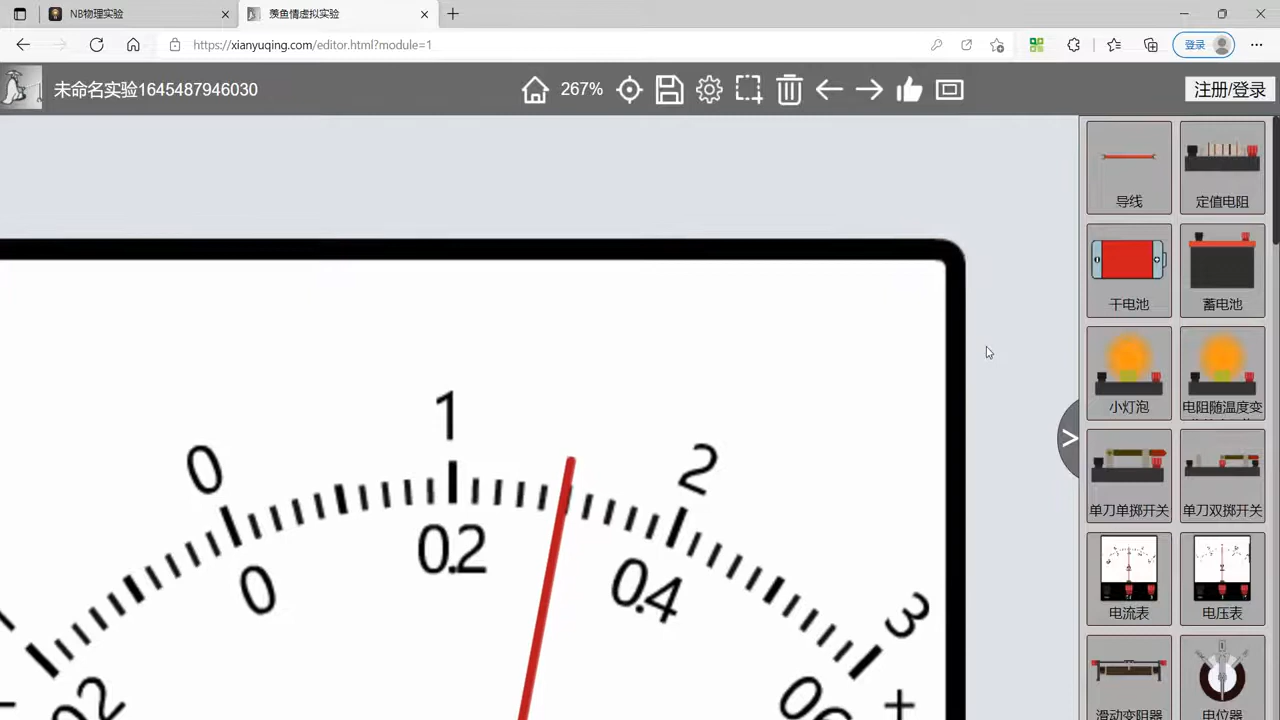 NB物理实验
羡鱼情虚拟实验
https://xianyuqing.com/editor.html?module=1
登录
未命名实验1645487946030
267%
注册/登录
导线
定值电阻
干电池
蓄电池
小灯泡
电阻随温度变
单刀单掷开关
单刀双掷开关
电流表
电压表
滑动变阻器
电位器
>
0
1
2
3
0
0.2
0.4
+